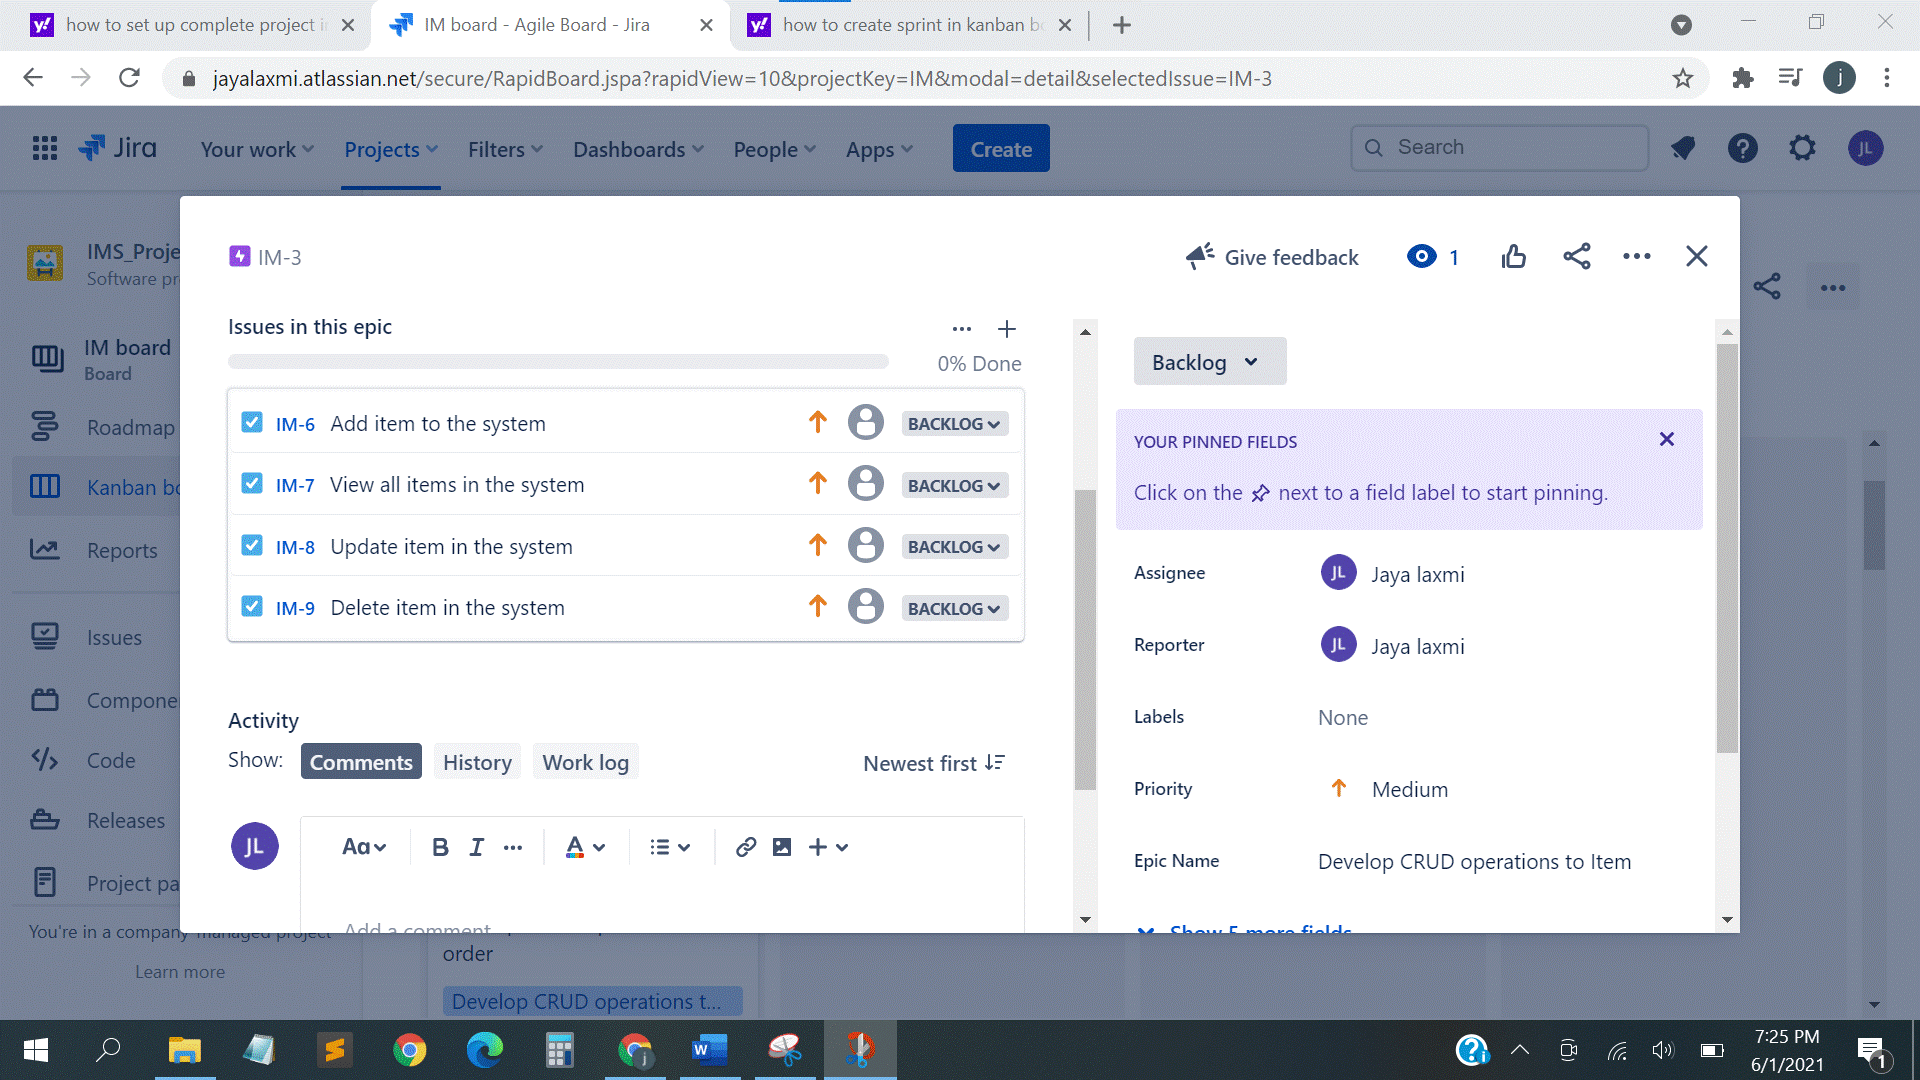 how to set up complete project i
IM board - Agile Board - Jira
how to create sprint in kanban bo
jayalaxmi.atlassian.net/secure/RapidBoard.jspa?rapidView=10&projectKey=IM&modal=detail&selectedIssue=IM-3
j
Jira
Your work
Projects
Filters
Dashboards
People
Apps
Create
Search
JL
IMS_Proje
Software pr
IM board
Board
Roadmap
Kanban bo
Reports
Issues
Compone
Code
Releases
Project pa
You're in a company-managed project
Learn more
IM-3
Give feedback
1
Issues in this epic
0% Done
IM-6 Add item to the system BACKLOG
IM-7 View all items in the system BACKLOG
IM-8 Update item in the system BACKLOG
IM-9 Delete item in the system BACKLOG
Activity
Show: Comments History Work log Newest first
JL
Aa B I A
Add a comment
Backlog
YOUR PINNED FIELDS
Click on the next to a field label to start pinning.
Assignee JL Jaya laxmi
Reporter JL Jaya laxmi
Labels None
Priority Medium
Epic Name Develop CRUD operations to Item
Show 5 more fields
order
Develop CRUD operations t...
7:25 PM
6/1/2021
1